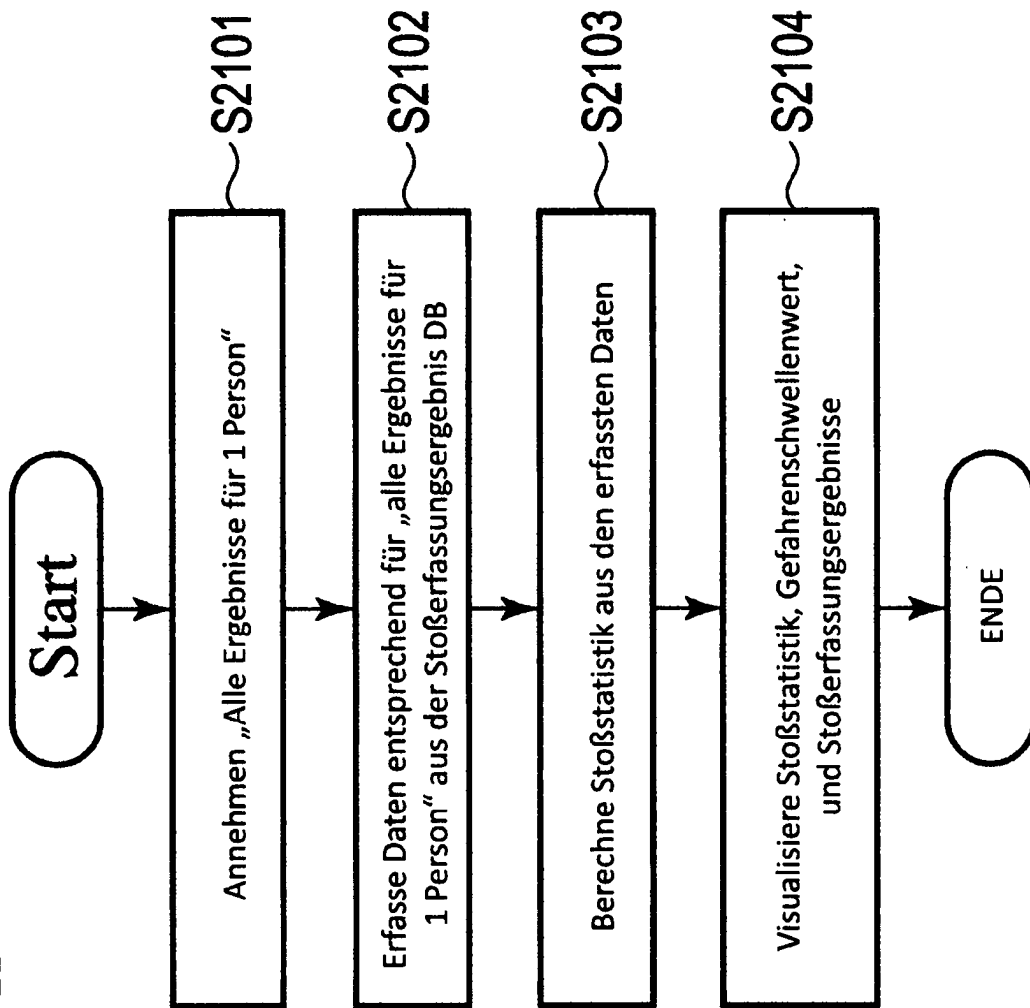 Start
Annehmen „Alle Ergebnisse für 1 Person“
S2101
Erfasse Daten entsprechend für „alle Ergebnisse für
1 Person“ aus der Stoßerfassungsergebnis DB
S2102
Berechne Stoßstatistik aus den erfassten Daten
S2103
Visualisiere Stoßstatistik, Gefahrenschwellenwert,
und Stoßerfassungsergebnisse
S2104
ENDE